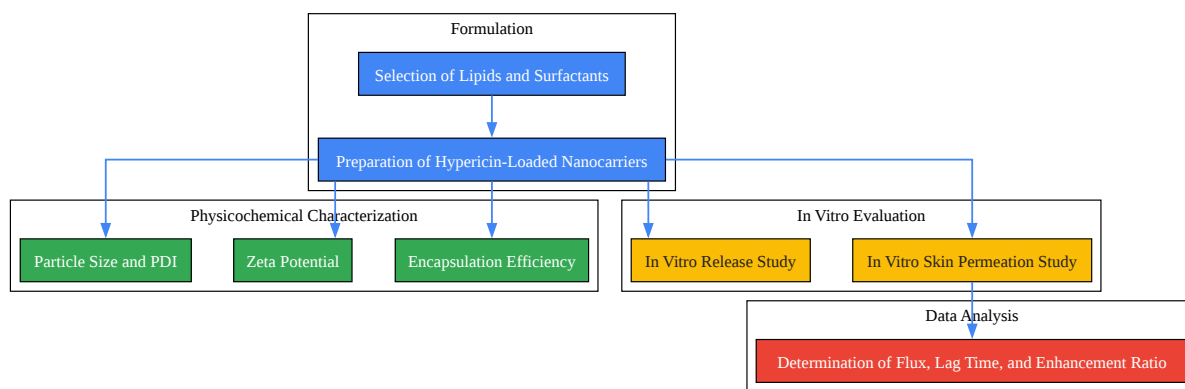 Formulation
Selection of Lipids and Surfactants
Preparation of Hypericin-Loaded Nanocarriers
Physicochemical Characterization
Particle Size and PDI
Zeta Potential
Encapsulation Efficiency
In Vitro Evaluation
In Vitro Release Study
In Vitro Skin Permeation Study
Data Analysis
Determination of Flux, Lag Time, and Enhancement Ratio